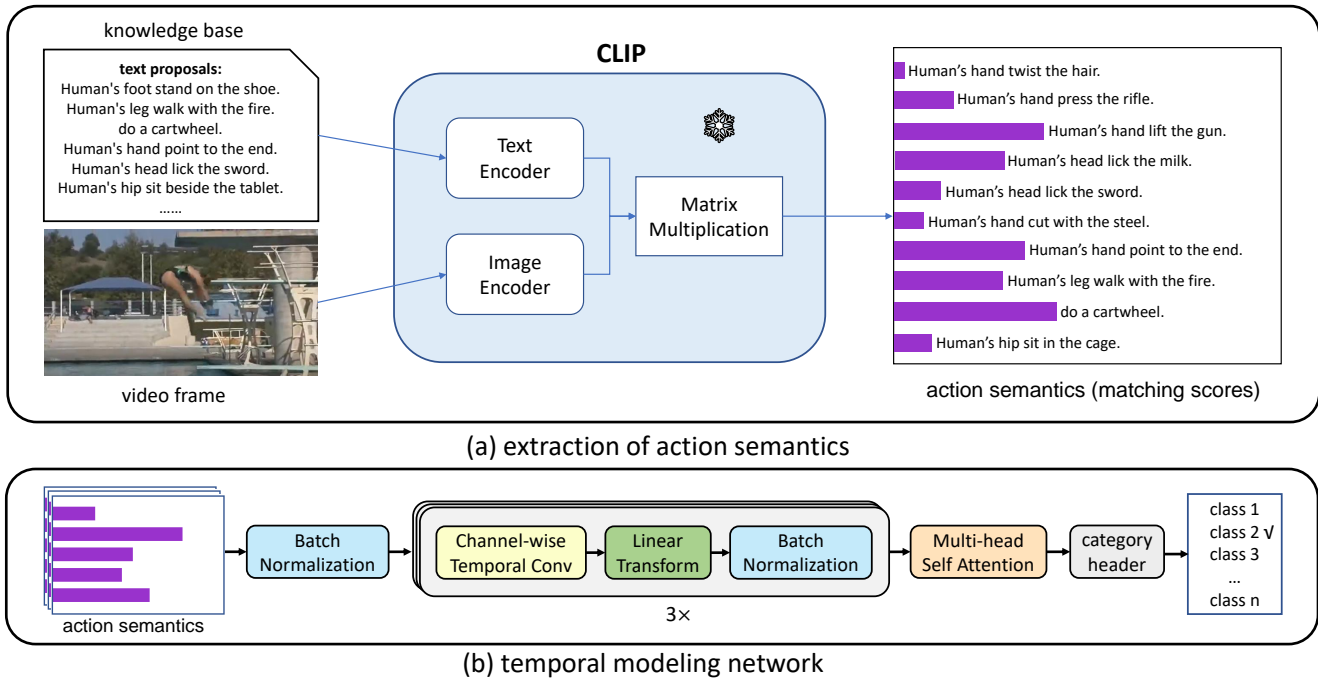 knowledge base
text proposals:
Human's foot stand on the shoe.
Human's leg walk with the fire.
do a cartwheel.
Human's hand point to the end.
Human's head lick the sword.
Human's hip sit beside the tablet.
......
video frame
CLIP
Text
Encoder
Image
Encoder
Matrix
Multiplication
Human's hand twist the hair.
Human's hand press the rifle.
Human's hand lift the gun.
Human's head lick the milk.
Human's head lick the sword.
Human's hand cut with the steel.
Human's hand point to the end.
Human's leg walk with the fire.
do a cartwheel.
Human's hip sit in the cage.
action semantics (matching scores)
(a) extraction of action semantics
action semantics
Batch
Normalization
Channel-wise
Temporal Conv
Linear
Transform
Batch
Normalization
3×
Multi-head
Self Attention
category
header
class 1
class 2 √
class 3
...
class n
(b) temporal modeling network